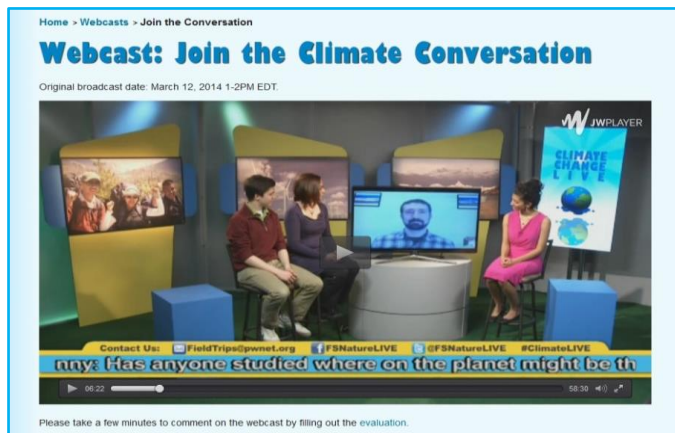 Home > Webcasts > Join the Conversation
Webcast: Join the Climate Conversation
Original broadcast date: March 12, 2014 1-2PM EDT.
JWPLAYER
CLIMATE
CHANGE
LIVE
Contact Us: FieldTrips@pwnet.org FSNatureLIVE @FSNatureLIVE #ClimateLIVE
nny: Has anyone studied where on the planet might be th
06:22 58:30
Please take a few minutes to comment on the webcast by filling out the evaluation.